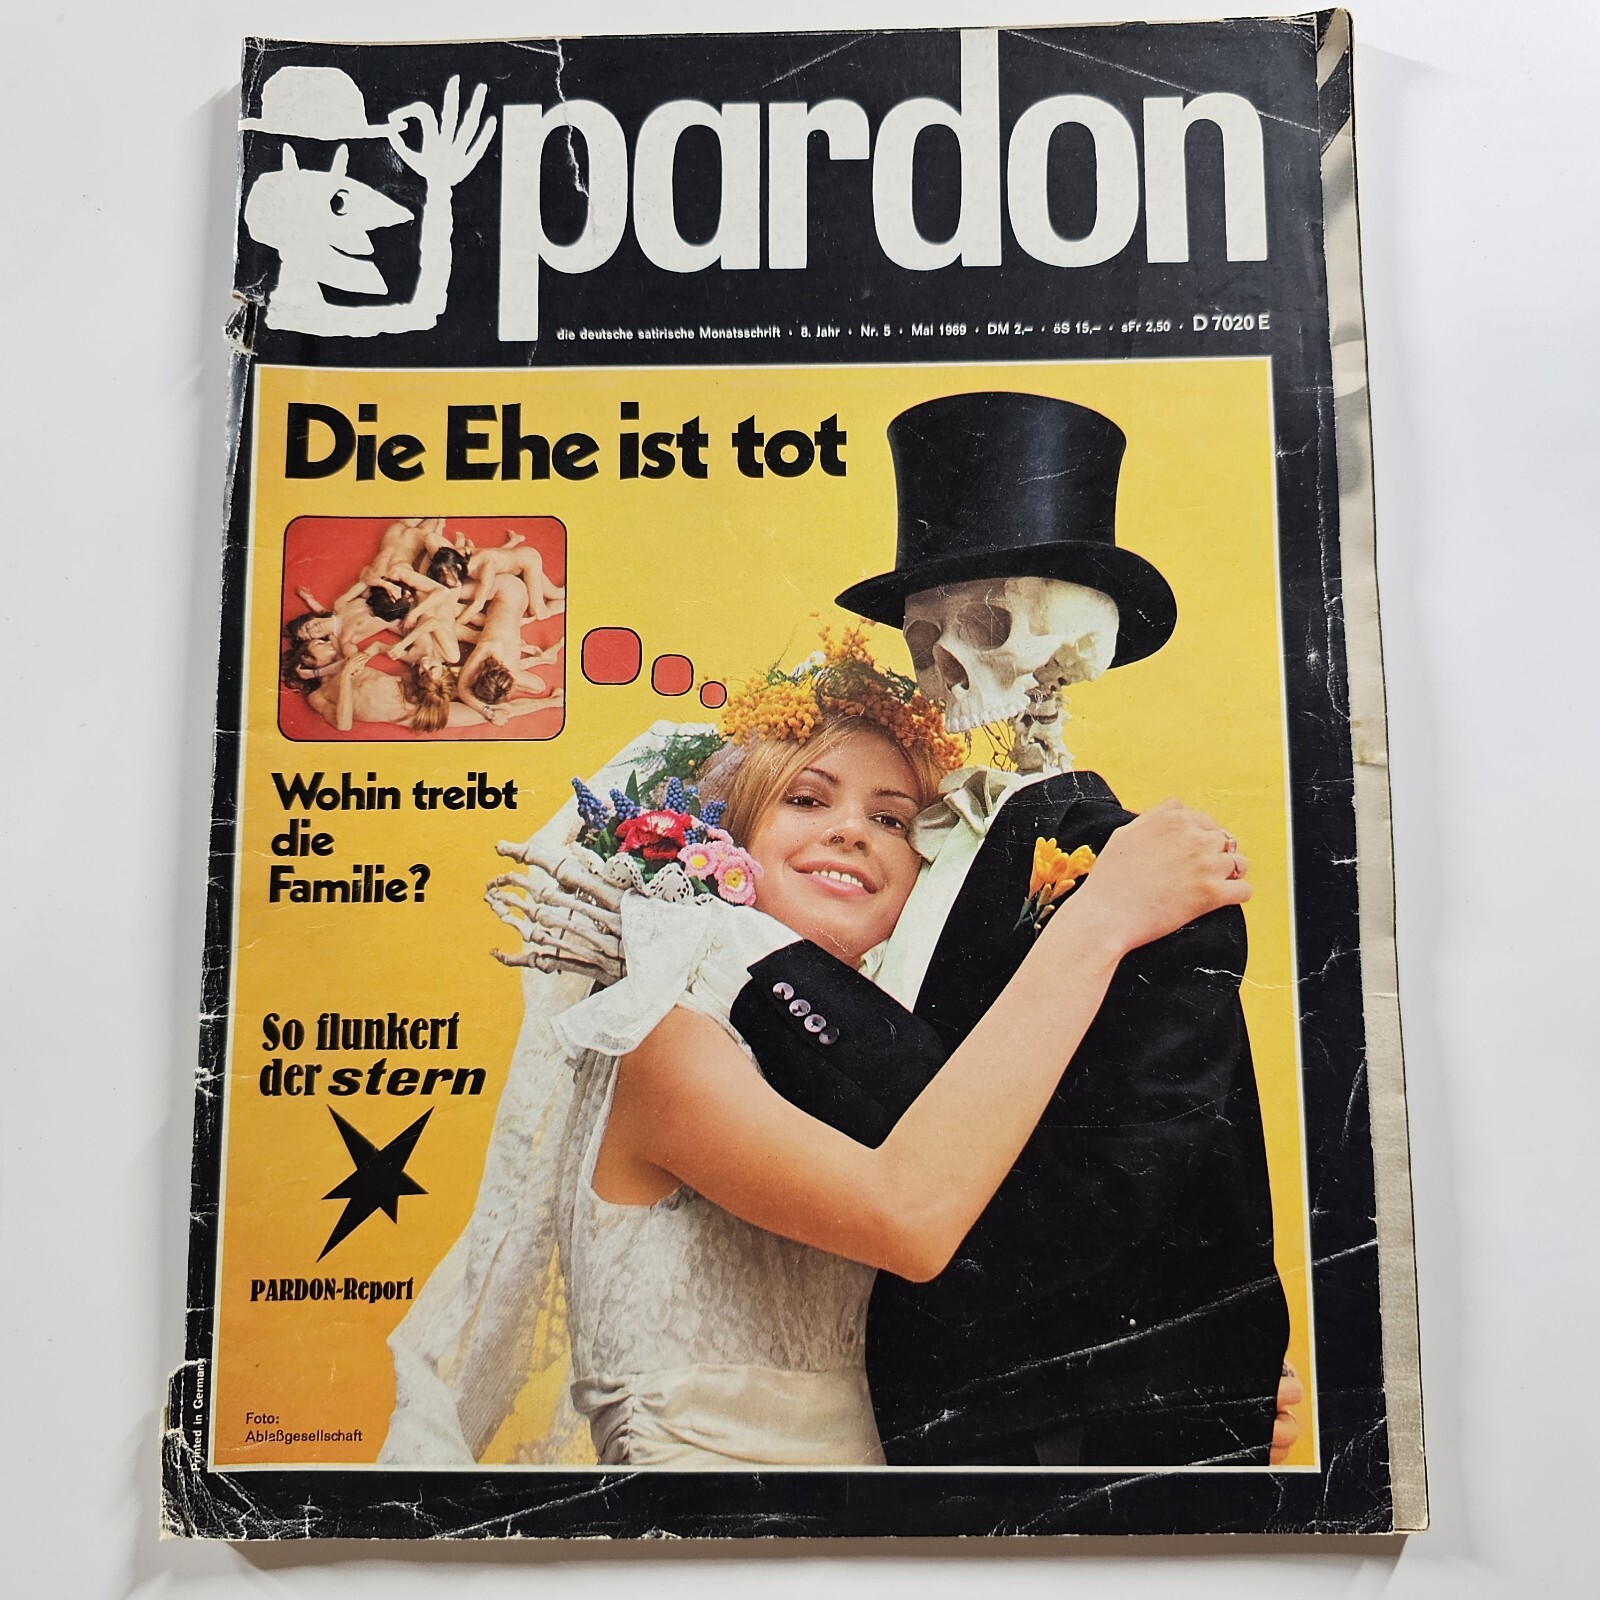 pardon
die deutsche satirische Monatsschrift · 8. Jahr · Nr. 5 · Mai 1969 · DM 2,– · öS 15,– · sFr 2,50 · D 7020 E
Die Ehe ist tot
Wohin treibt
die
Familie?
So flunkert
der stern
PARDON-Report
Foto:
Ablaßgesellschaft
Printed in Germany